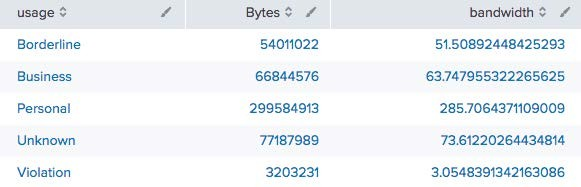 usage Bytes bandwidth
Borderline 54011022 51.50892448425293
Business 66844576 63.747955322265625
Personal 299584913 285.7064371109009
Unknown 77187989 73.61220264434814
Violation 3203231 3.0548391342163086